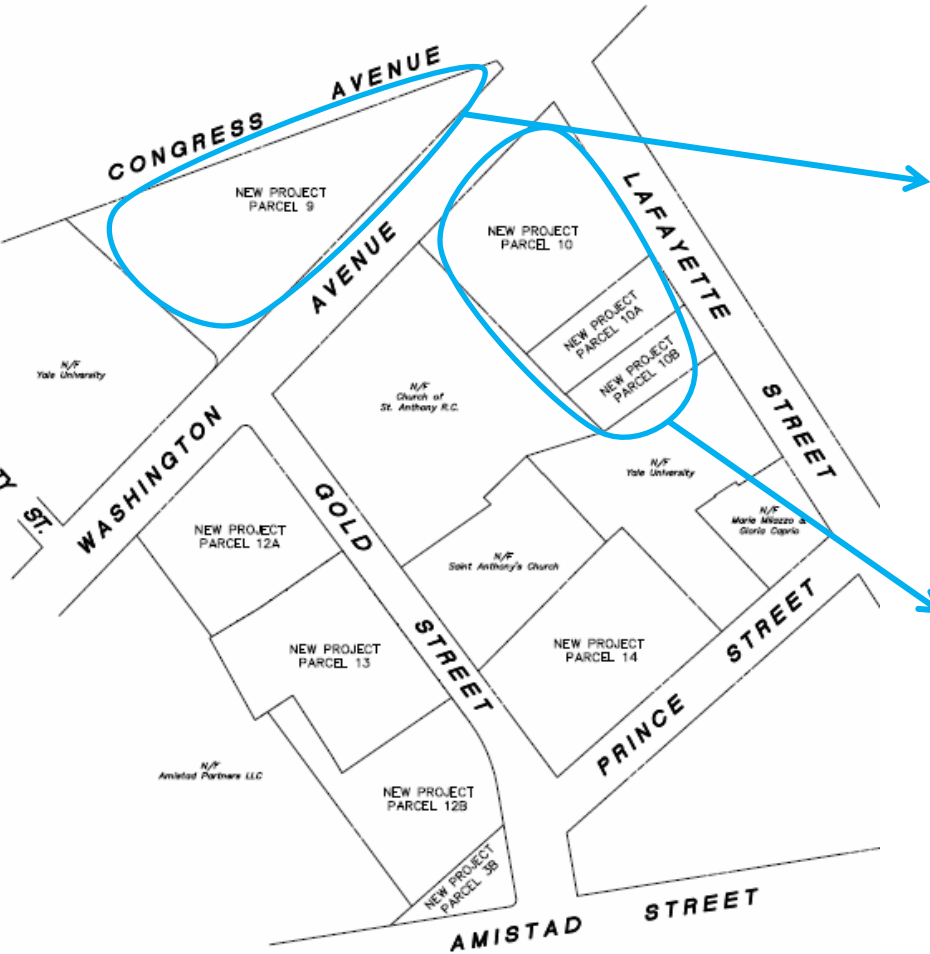 CONGRESS AVENUE
NEW PROJECT
PARCEL 9
LAFAYETTE STREET
NEW PROJECT
PARCEL 10
WASHINGTON AVENUE
NEW PROJECT
PARCEL 10A
NEW PROJECT
PARCEL 10B
N/F
Yale University
N/F
Church of
St. Anthony R.C.
N/F
Yale University
TY ST.
GOLD STREET
N/F
Marie Milazzo &
Gloria Caprio
NEW PROJECT
PARCEL 12A
N/F
Saint Anthony's Church
NEW PROJECT
PARCEL 13
NEW PROJECT
PARCEL 14
PRINCE STREET
N/F
Amistad Partners LLC
NEW PROJECT
PARCEL 12B
NEW PROJECT
PARCEL 3B
AMISTAD STREET